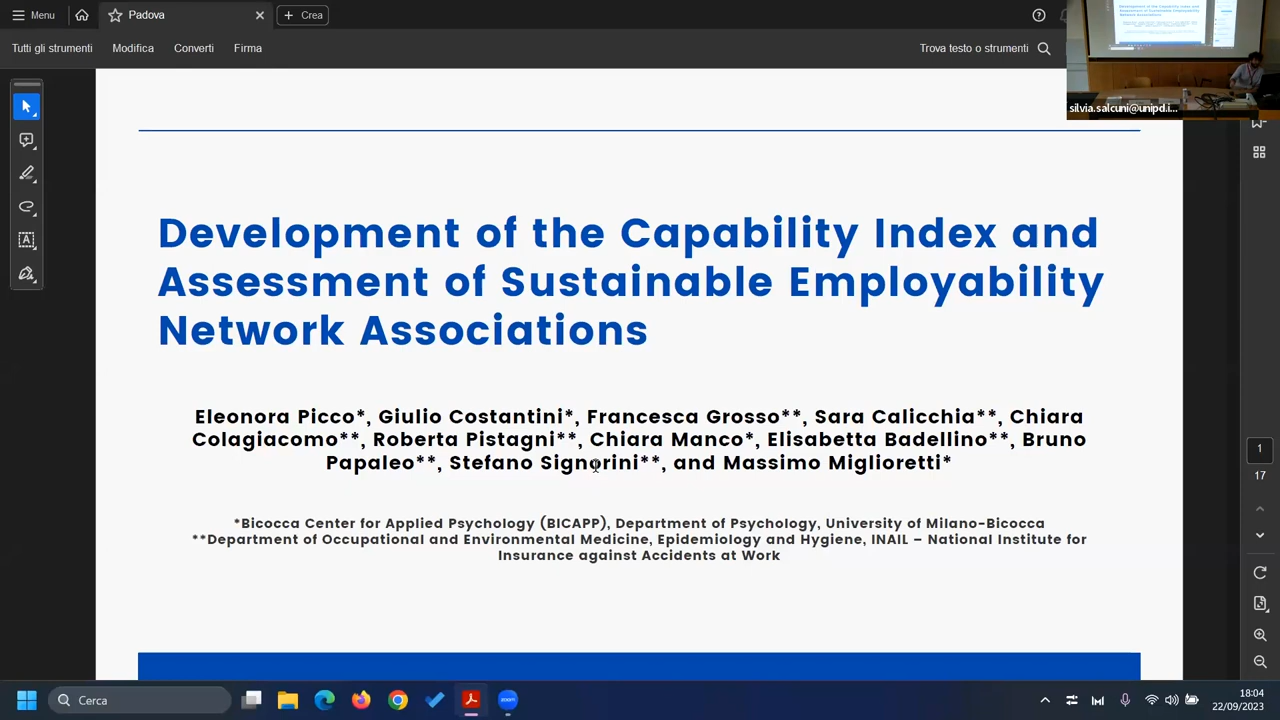 Menu
Padova
Crea
strumenti
Modifica
Converti
Firma
Trova testo o strumenti
silvia.salcuni@unipd.i...
Development of the Capability Index and
Assessment of Sustainable Employability
Network Associations
Eleonora Picco*, Giulio Costantini*, Francesca Grosso**, Sara Calicchia**, Chiara
Colagiacomo**, Roberta Pistagni**, Chiara Manco*, Elisabetta Badellino**, Bruno
Papaleo**, Stefano Signorini**, and Massimo Miglioretti*
*Bicocca Center for Applied Psychology (BICAPP), Department of Psychology, University of Milano-Bicocca
**Department of Occupational and Environmental Medicine, Epidemiology and Hygiene, INAIL – National Institute for
Insurance against Accidents at Work
1
17
Cerca
zoom
18:04
22/09/2023